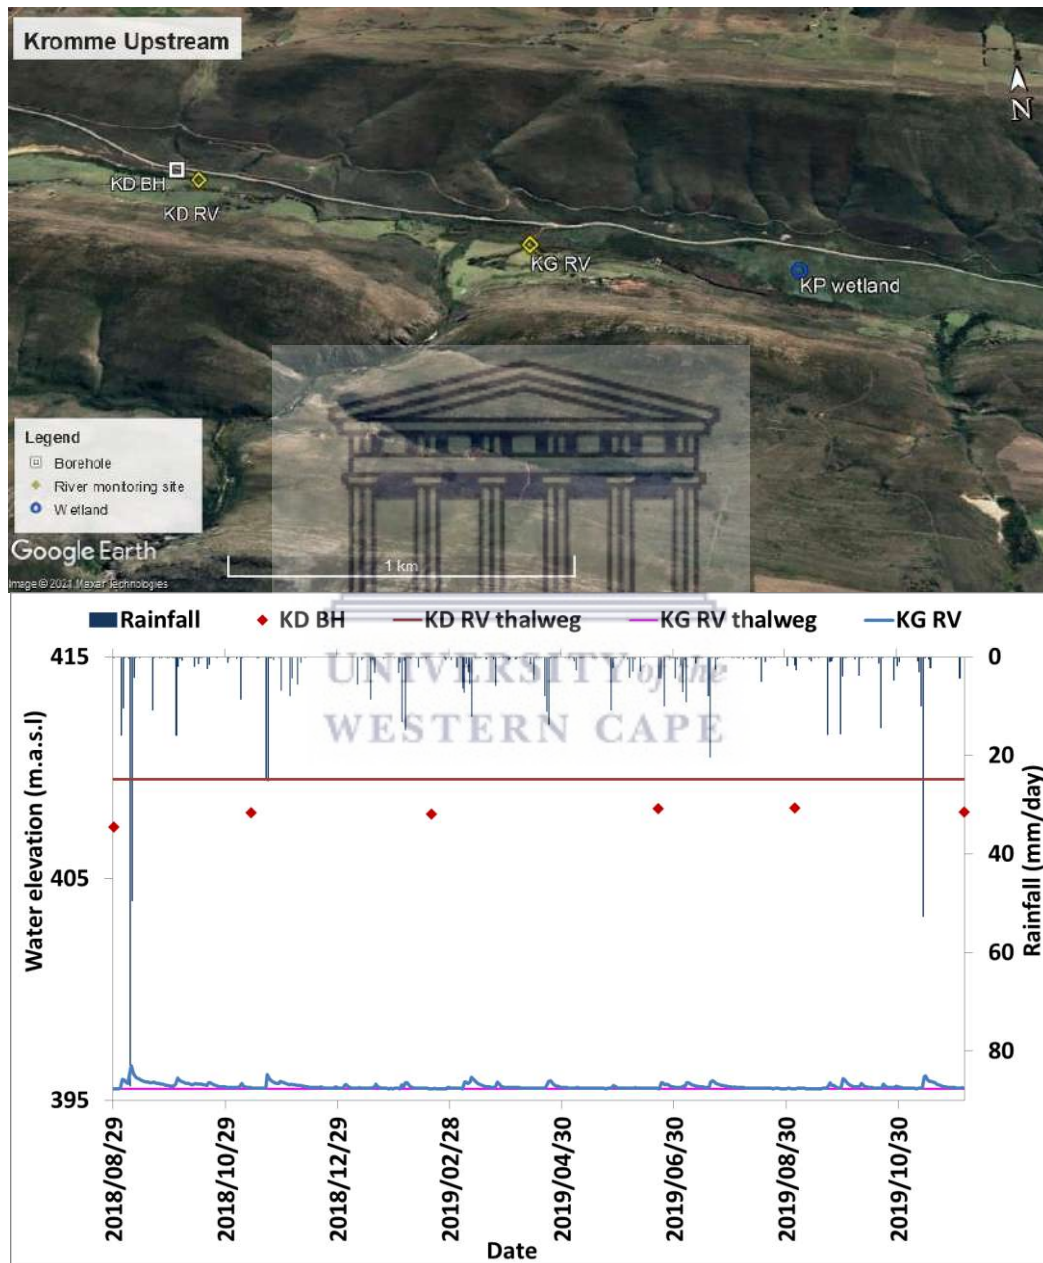 Kromme Upstream
N
KD BH
KD RV
KG RV
KP wetland
Legend
Borehole
River monitoring site
Wetland
Google Earth
1 km
Image © 2021 Maxar Technologies
Rainfall
KD BH
KD RV thalweg
KG RV thalweg
KG RV
UNIVERSITY of the
WESTERN CAPE
Water elevation (m.a.s.l)
415
405
395
0
20
40
60
80
Rainfall (mm/day)
2018/08/29
2018/10/29
2018/12/29
2019/02/28
2019/04/30
2019/06/30
2019/08/30
2019/10/30
Date